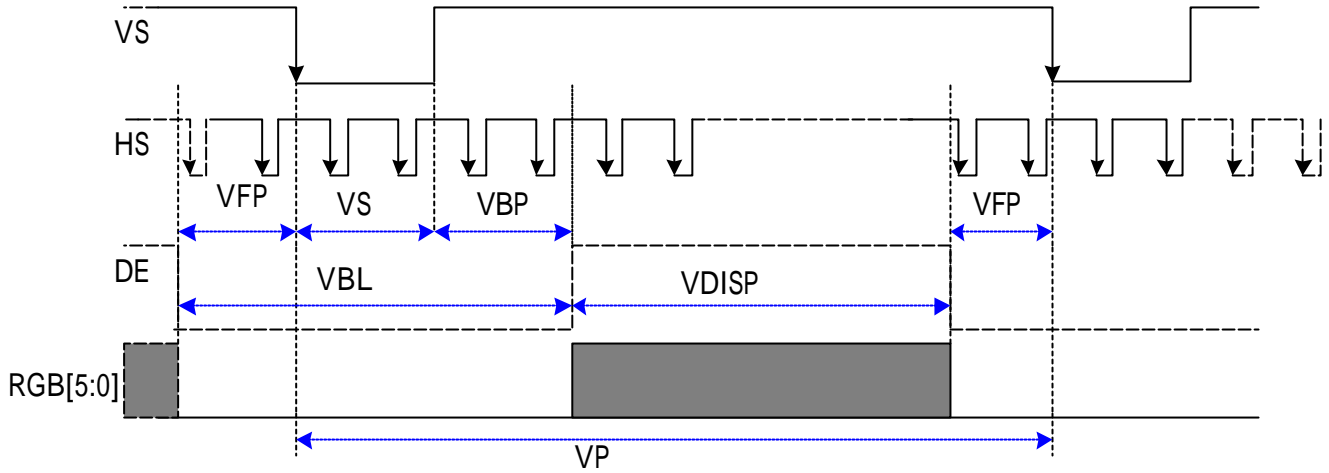 VS
HS
VFP
VS
VBP
VFP
DE
VBL
VDISP
RGB[5:0]
VP